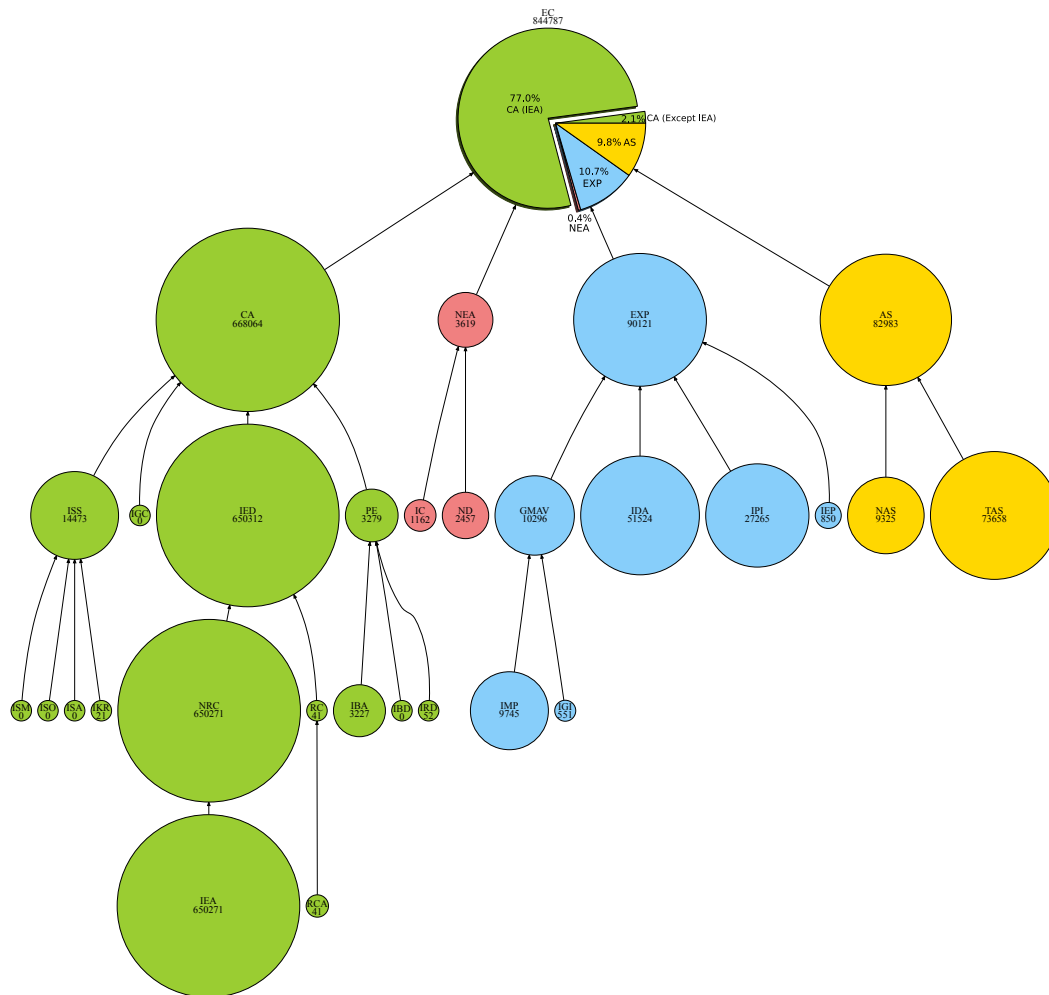 EC
844787
77.0%
CA (IEA)
2.1% CA (Except IEA)
9.8% AS
10.7%
EXP
0.4%
NEA
CA
668064
NEA
3619
EXP
90121
AS
82983
ISS
14473
IGC
0
IED
650312
PE
3279
IC
1162
ND
2457
GMAV
10296
IDA
51524
IPI
27265
IEP
850
NAS
9325
TAS
73658
ISM
0
ISO
0
ISA
0
IKR
21
NRC
650271
RC
41
IBA
3227
IBD
0
IRD
52
IMP
9745
IGI
551
IEA
650271
RCA
41